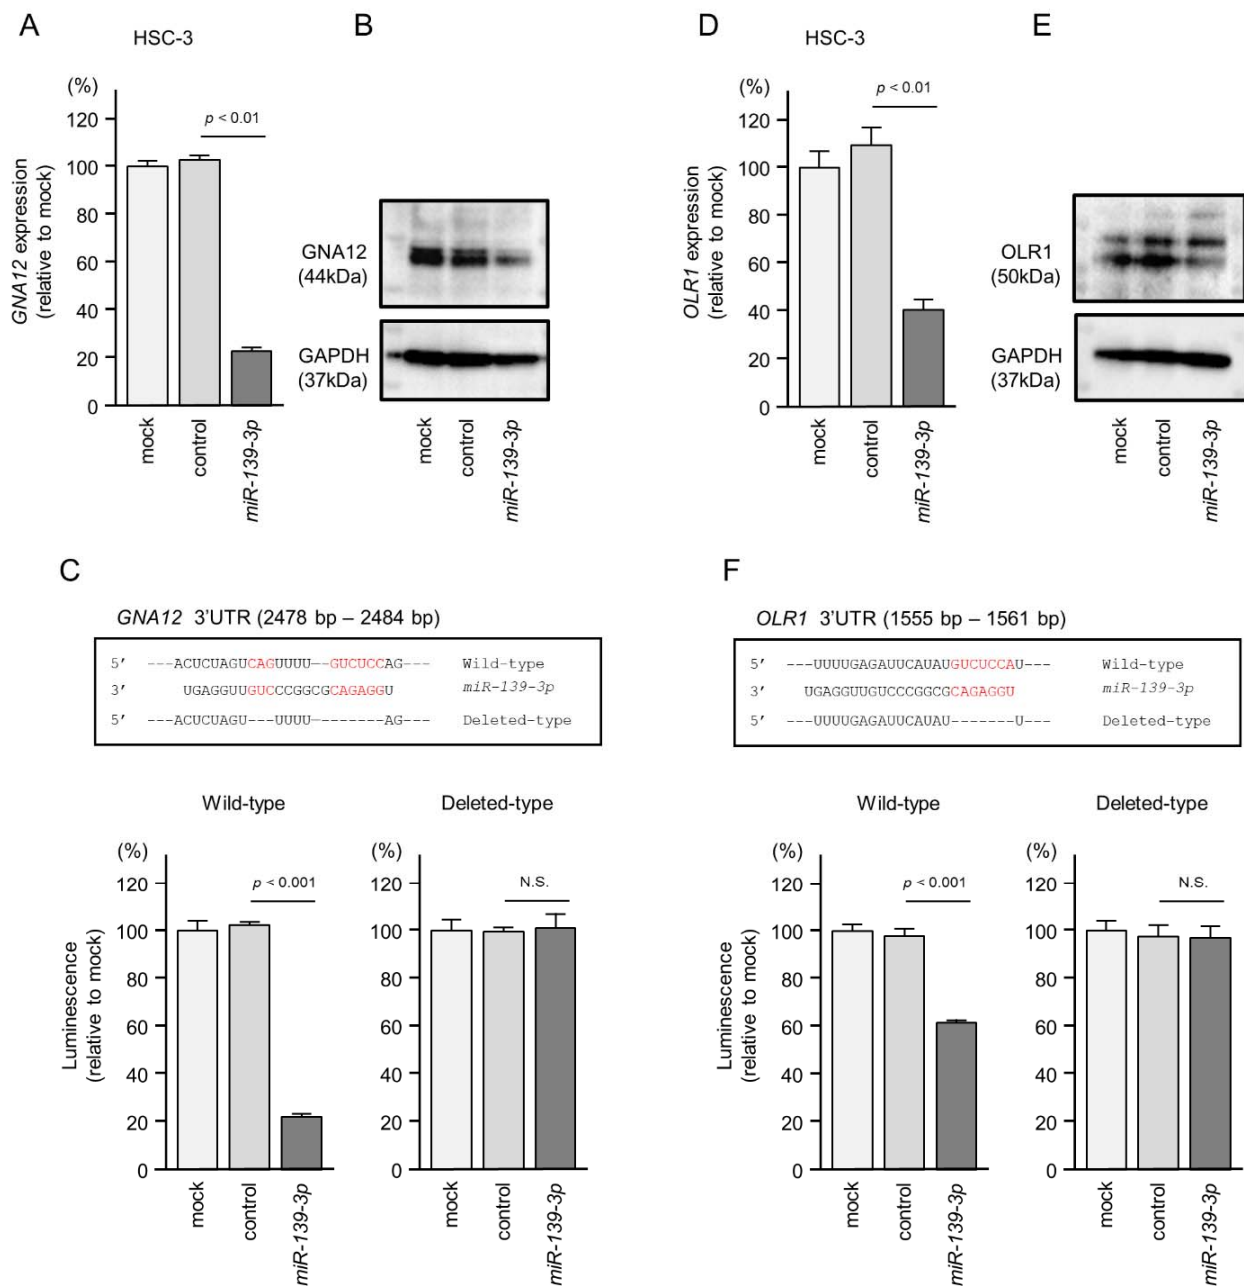 A
HSC-3
(%)
120
100
80
60
40
20
0
GNA12 expression
(relative to mock)
p < 0.01
mock
control
miR-139-3p
B
GNA12
(44kDa)
GAPDH
(37kDa)
mock
control
miR-139-3p
D
HSC-3
(%)
120
100
80
60
40
20
0
OLR1 expression
(relative to mock)
p < 0.01
mock
control
miR-139-3p
E
OLR1
(50kDa)
GAPDH
(37kDa)
mock
control
miR-139-3p
C
GNA12 3'UTR (2478 bp – 2484 bp)
5' ---ACUCUAGUCAGUUUU--GUCUCCAG--- Wild-type
3' UGAGGUUGUCCCGGCGCAGAGGU miR-139-3p
5' ---ACUCUAGU---UUUU--------AG--- Deleted-type
Wild-type
(%)
120
100
80
60
40
20
0
Luminescence
(relative to mock)
p < 0.001
mock
control
miR-139-3p
Deleted-type
(%)
120
100
80
60
40
20
0
N.S.
mock
control
miR-139-3p
F
OLR1 3'UTR (1555 bp – 1561 bp)
5' ---UUUUGAGAUUCAUAUGUCUCCAU--- Wild-type
3' UGAGGUUGUCCCGGCGCAGAGGU miR-139-3p
5' ---UUUUGAGAUUCAUAU-------U--- Deleted-type
Wild-type
(%)
120
100
80
60
40
20
0
Luminescence
(relative to mock)
p < 0.001
mock
control
miR-139-3p
Deleted-type
(%)
120
100
80
60
40
20
0
N.S.
mock
control
miR-139-3p